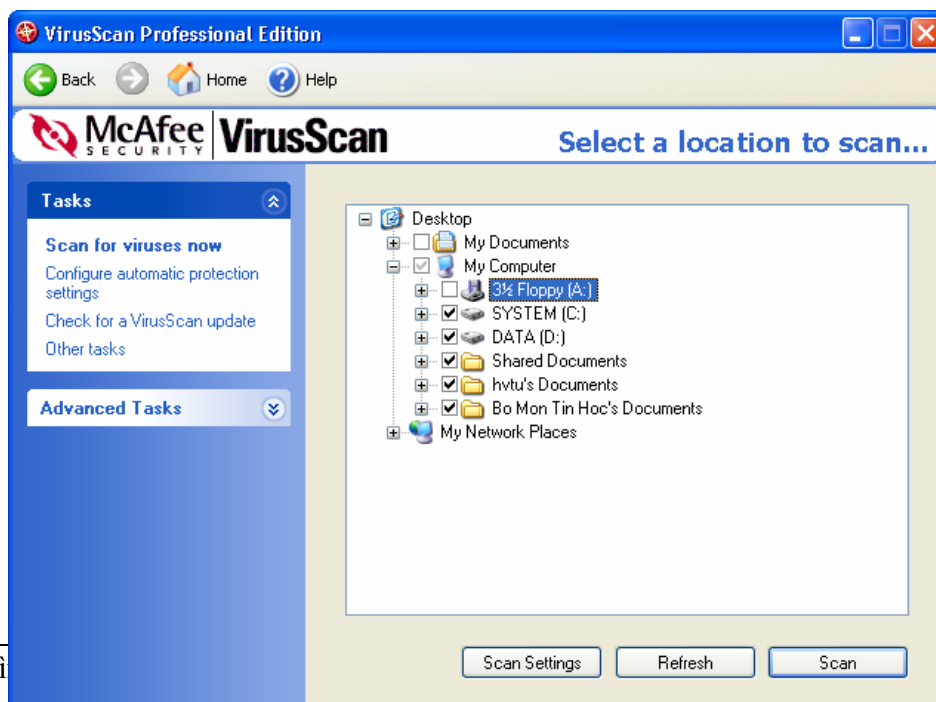 VirusScan Professional Edition
Back Home Help
McAfee SECURITY VirusScan
Select a location to scan...
Tasks
Scan for viruses now
Configure automatic protection
settings
Check for a VirusScan update
Other tasks
Advanced Tasks
Desktop
My Documents
My Computer
3½ Floppy (A:)
SYSTEM (C:)
DATA (D:)
Shared Documents
hvtu's Documents
Bo Mon Tin Hoc's Documents
My Network Places
Scan Settings Refresh Scan